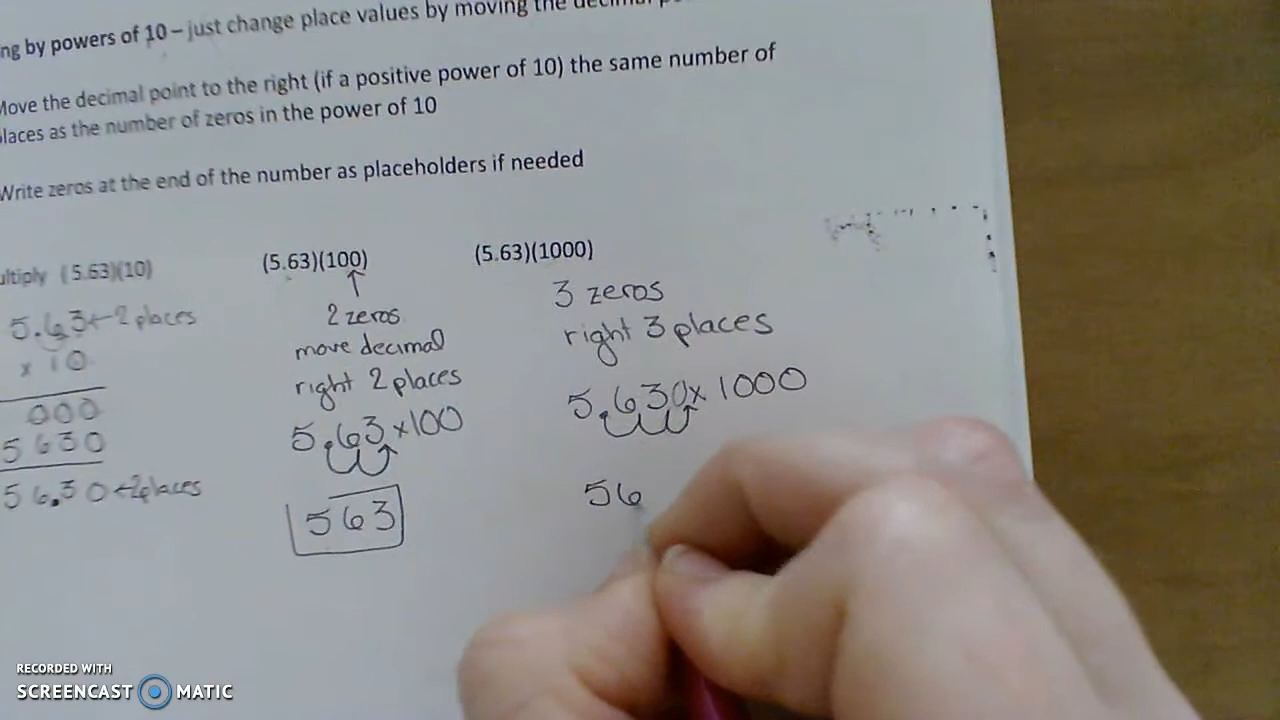 ng by powers of 10 – just change place values by moving the decimal
Move the decimal point to the right (if a positive power of 10) the same number of
places as the number of zeros in the power of 10
Write zeros at the end of the number as placeholders if needed
ultiply (5.63)(10)
5.63 ← 2 places
x 10
000
5630
56.30 ← 2places
(5.63)(100)
2 zeros
move decimal
right 2 places
5.63 x100
563
(5.63)(1000)
3 zeros
right 3 places
5.630 x 1000
56
RECORDED WITH
SCREENCAST MATIC